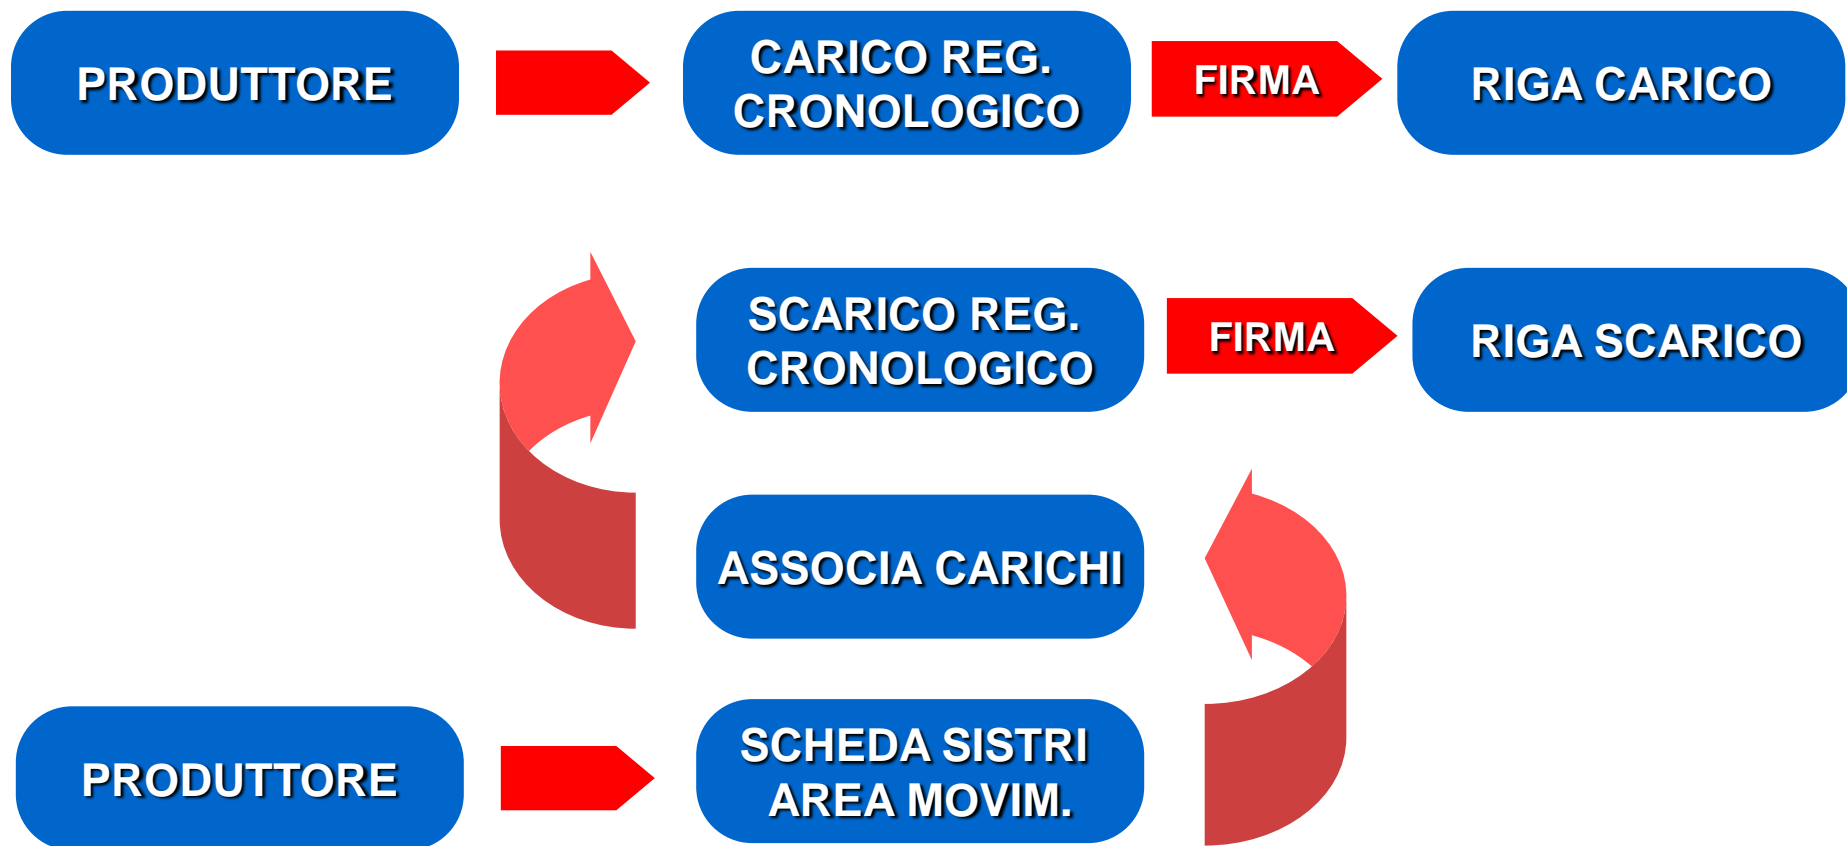 PRODUTTORE
CARICO REG.
CRONOLOGICO
FIRMA
RIGA CARICO
SCARICO REG.
CRONOLOGICO
FIRMA
RIGA SCARICO
ASSOCIA CARICHI
PRODUTTORE
SCHEDA SISTRI
AREA MOVIM.